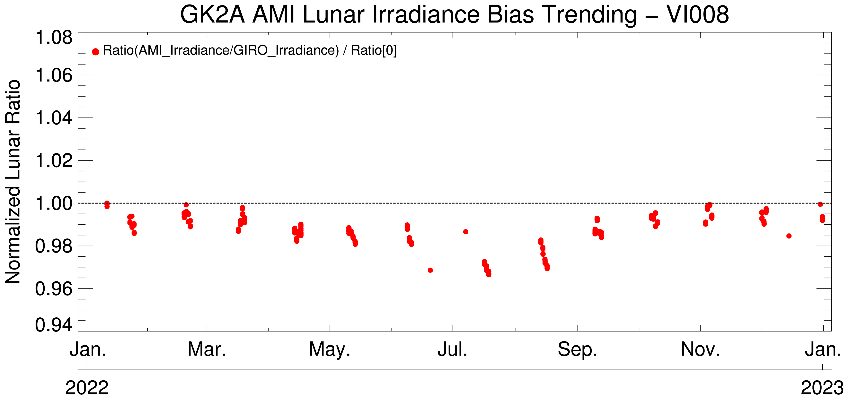 GK2A AMI Lunar Irradiance Bias Trending − VI008
Ratio(AMI_Irradiance/GIRO_Irradiance) / Ratio[0]
Normalized Lunar Ratio
1.08
1.06
1.04
1.02
1.00
0.98
0.96
0.94
Jan. Mar. May. Jul. Sep. Nov. Jan.
2022 2023